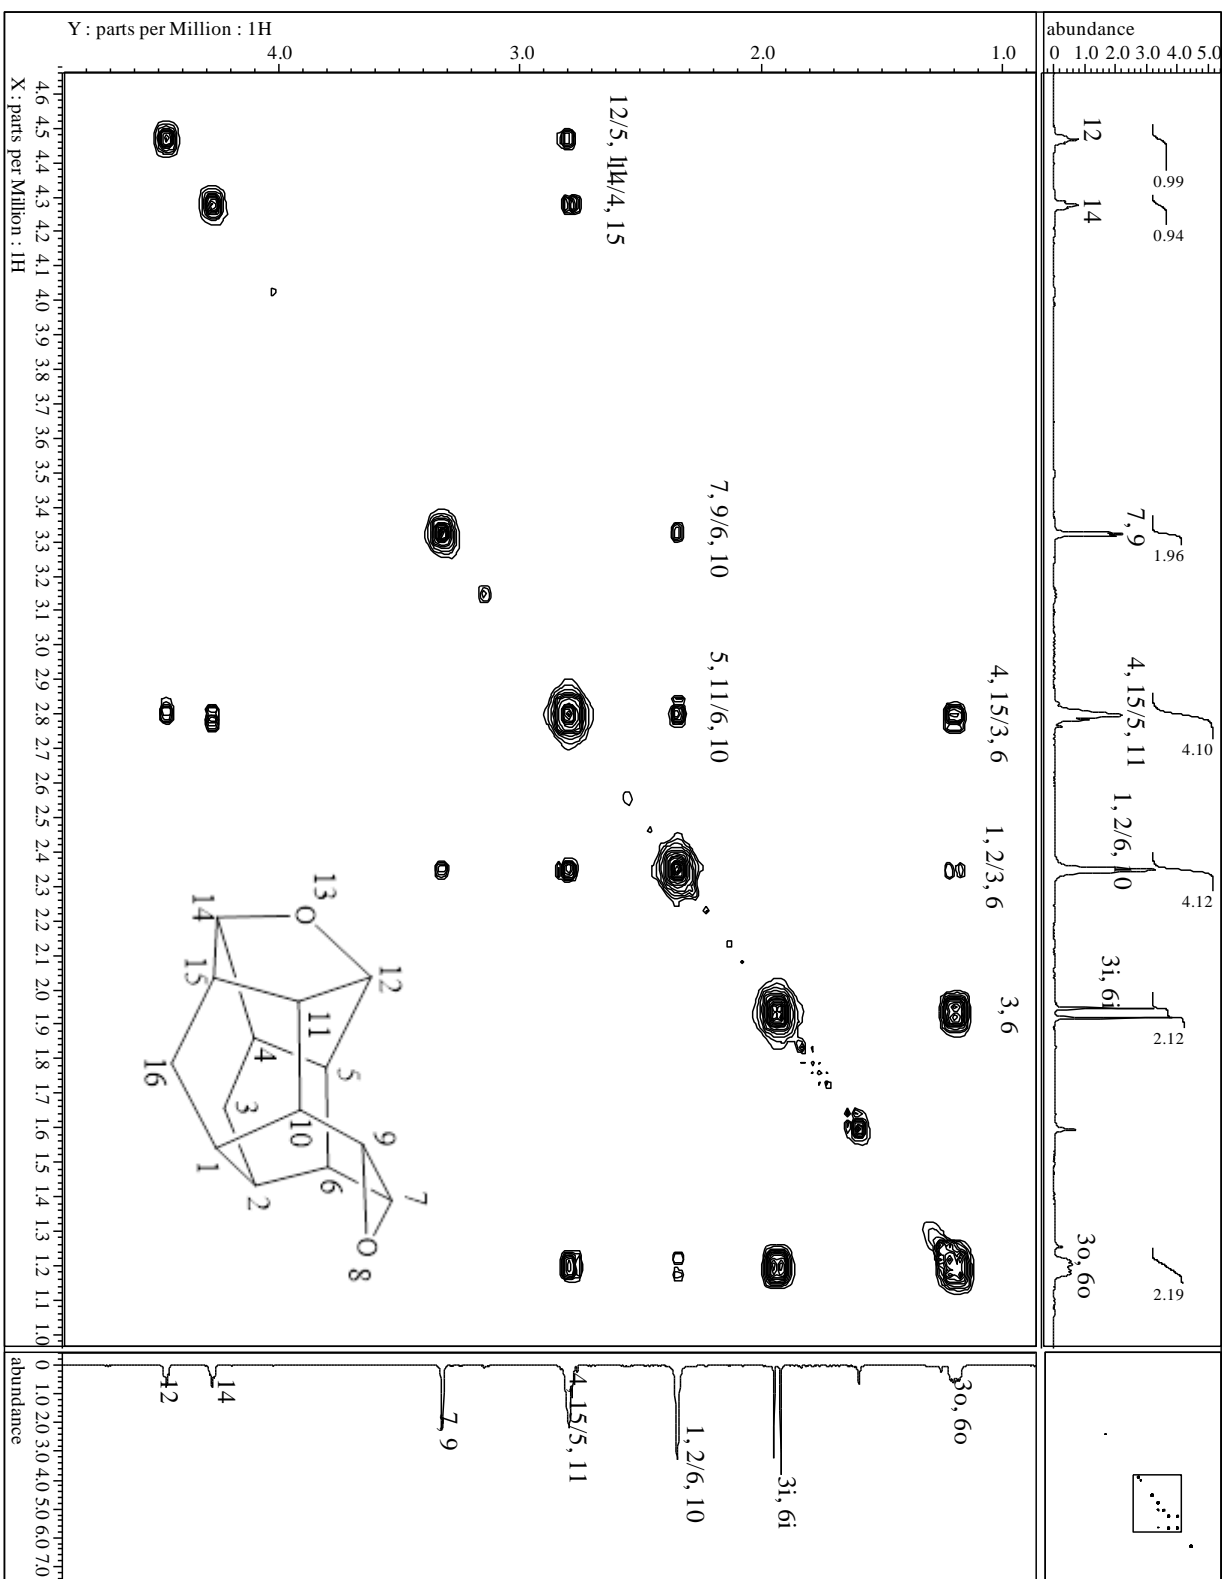 Y : parts per Million : 1H
4.0 3.0 2.0 1.0
abundance
0 1.0 2.0 3.0 4.0 5.0
X : parts per Million : 1H
4.6 4.5 4.4 4.3 4.2 4.1 4.0 3.9 3.8 3.7 3.6 3.5 3.4 3.3 3.2 3.1 3.0 2.9 2.8 2.7 2.6 2.5 2.4 2.3 2.2 2.1 2.0 1.9 1.8 1.7 1.6 1.5 1.4 1.3 1.2 1.1 1.0
12/5, 11
14/4, 15
7, 9/6, 10
5, 11/6, 10
4, 15/3, 6
1, 2/3, 6
3, 6
12
14
7, 9
4, 15/5, 11
1, 2/6, 10
3i, 6i
3o, 6o
0.99
0.94
1.96
4.10
4.12
2.12
2.19
13
O
14
12
15
11
4
5
16
3
10
9
1
2
6
7
O
8
abundance
0 1.0 2.0 3.0 4.0 5.0 6.0 7.0
12
14
7, 9
4, 15/5, 11
1, 2/6, 10
3i, 6i
3o, 6o